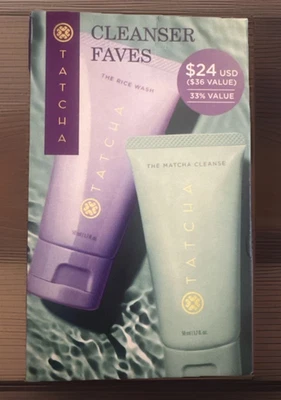 TATCHA
CLEANSER
FAVES
$24 USD
($36 VALUE)
33% VALUE
THE RICE WASH
TATCHA
THE MATCHA CLEANSE
TATCHA